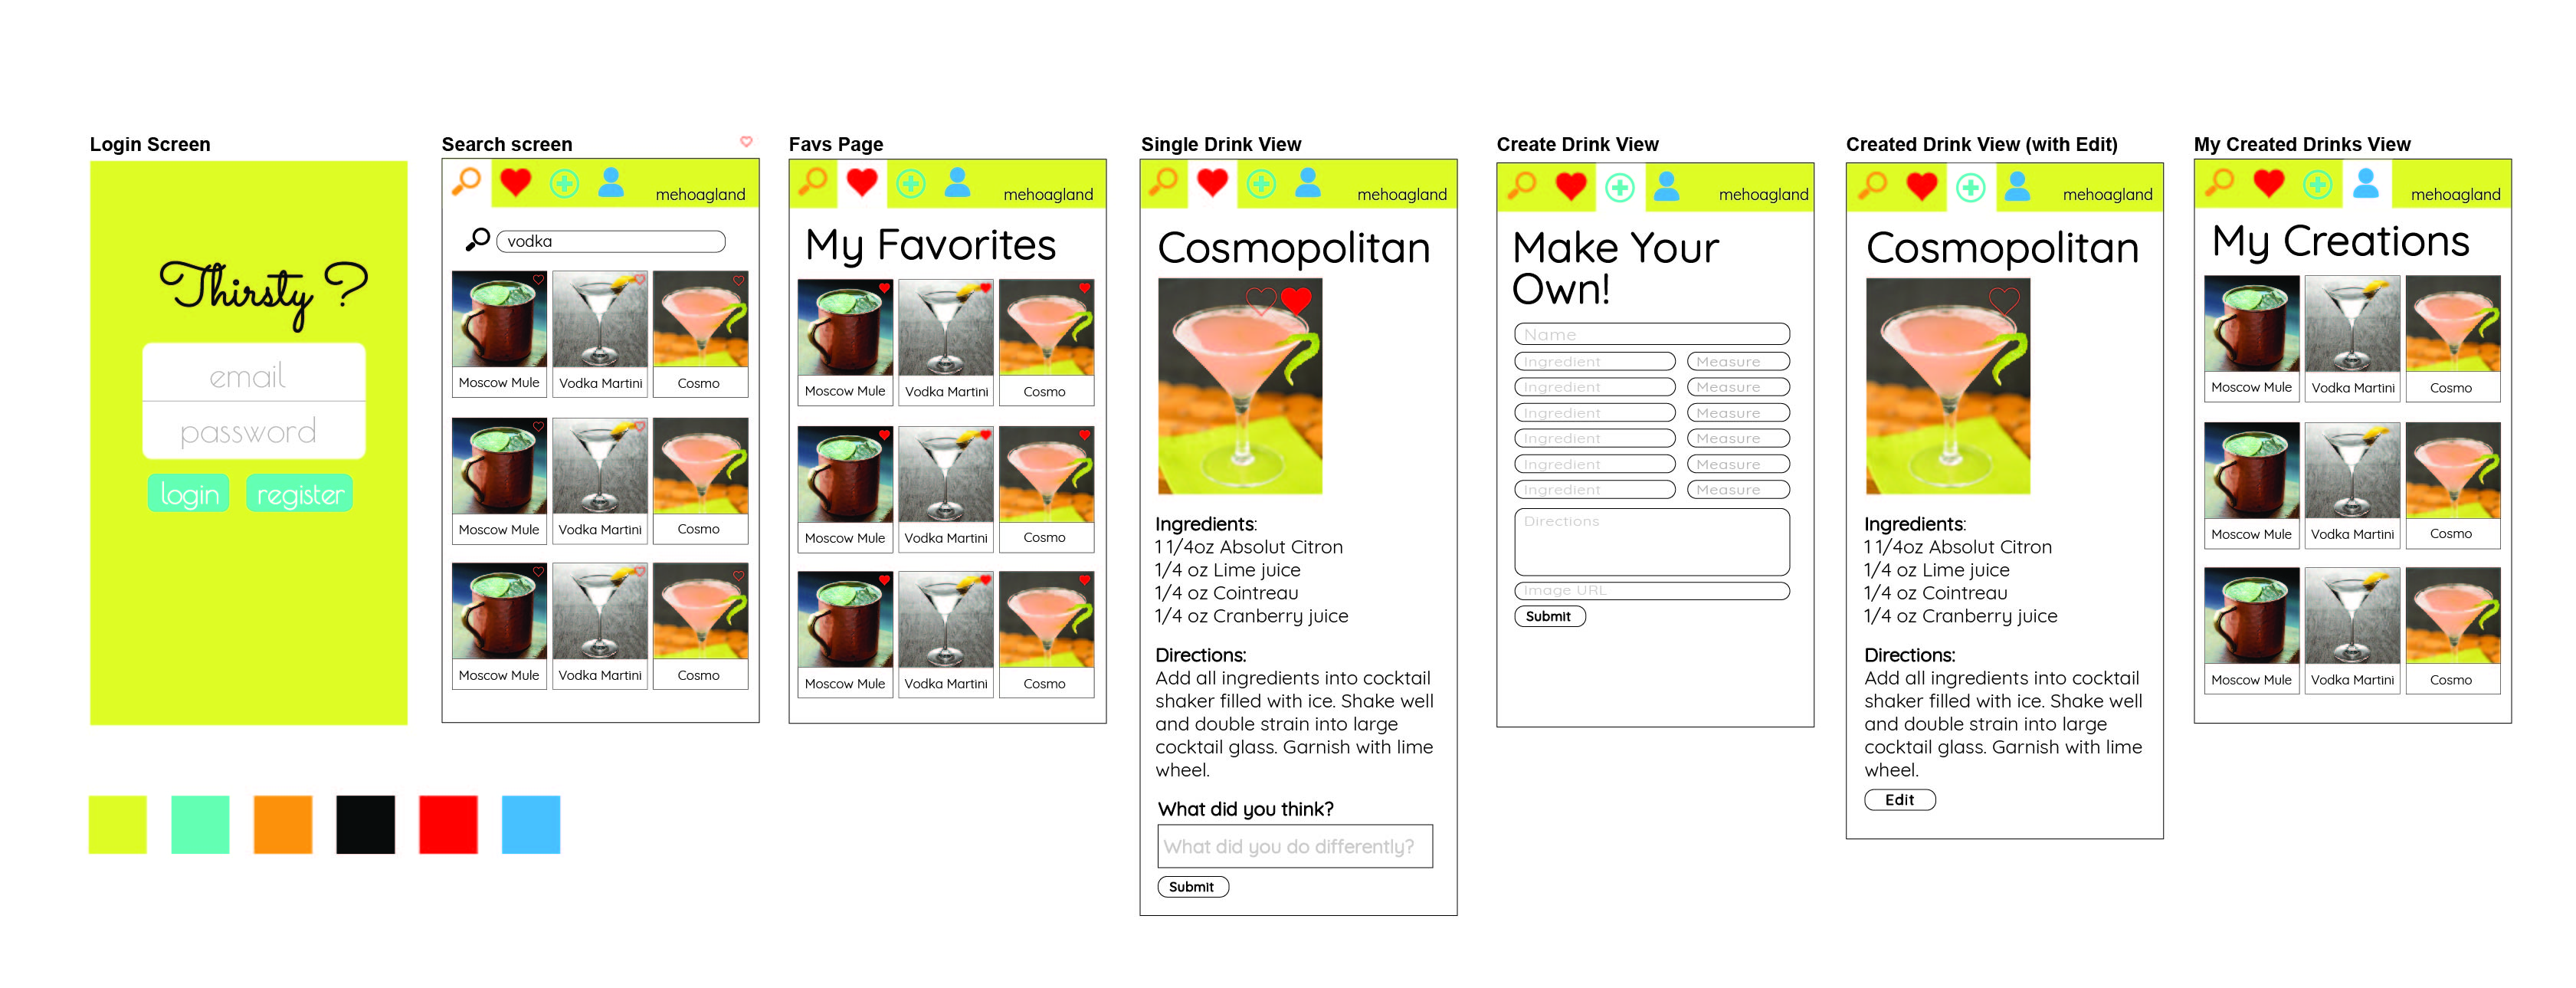 Login Screen
Thirsty ?
email
password
login
register
Search screen
mehoagland
vodka
Moscow Mule
Vodka Martini
Cosmo
Moscow Mule
Vodka Martini
Cosmo
Moscow Mule
Vodka Martini
Cosmo
Favs Page
mehoagland
My Favorites
Moscow Mule
Vodka Martini
Cosmo
Moscow Mule
Vodka Martini
Cosmo
Moscow Mule
Vodka Martini
Cosmo
Single Drink View
mehoagland
Cosmopolitan
Ingredients:
1 1/4oz Absolut Citron
1/4 oz Lime juice
1/4 oz Cointreau
1/4 oz Cranberry juice
Directions:
Add all ingredients into cocktail
shaker filled with ice. Shake well
and double strain into large
cocktail glass. Garnish with lime
wheel.
What did you think?
What did you do differently?
Submit
Create Drink View
mehoagland
Make Your
Own!
Name
Ingredient
Measure
Ingredient
Measure
Ingredient
Measure
Ingredient
Measure
Ingredient
Measure
Ingredient
Measure
Directions
Image URL
Submit
Created Drink View (with Edit)
mehoagland
Cosmopolitan
Ingredients:
1 1/4oz Absolut Citron
1/4 oz Lime juice
1/4 oz Cointreau
1/4 oz Cranberry juice
Directions:
Add all ingredients into cocktail
shaker filled with ice. Shake well
and double strain into large
cocktail glass. Garnish with lime
wheel.
Edit
My Created Drinks View
mehoagland
My Creations
Moscow Mule
Vodka Martini
Cosmo
Moscow Mule
Vodka Martini
Cosmo
Moscow Mule
Vodka Martini
Cosmo